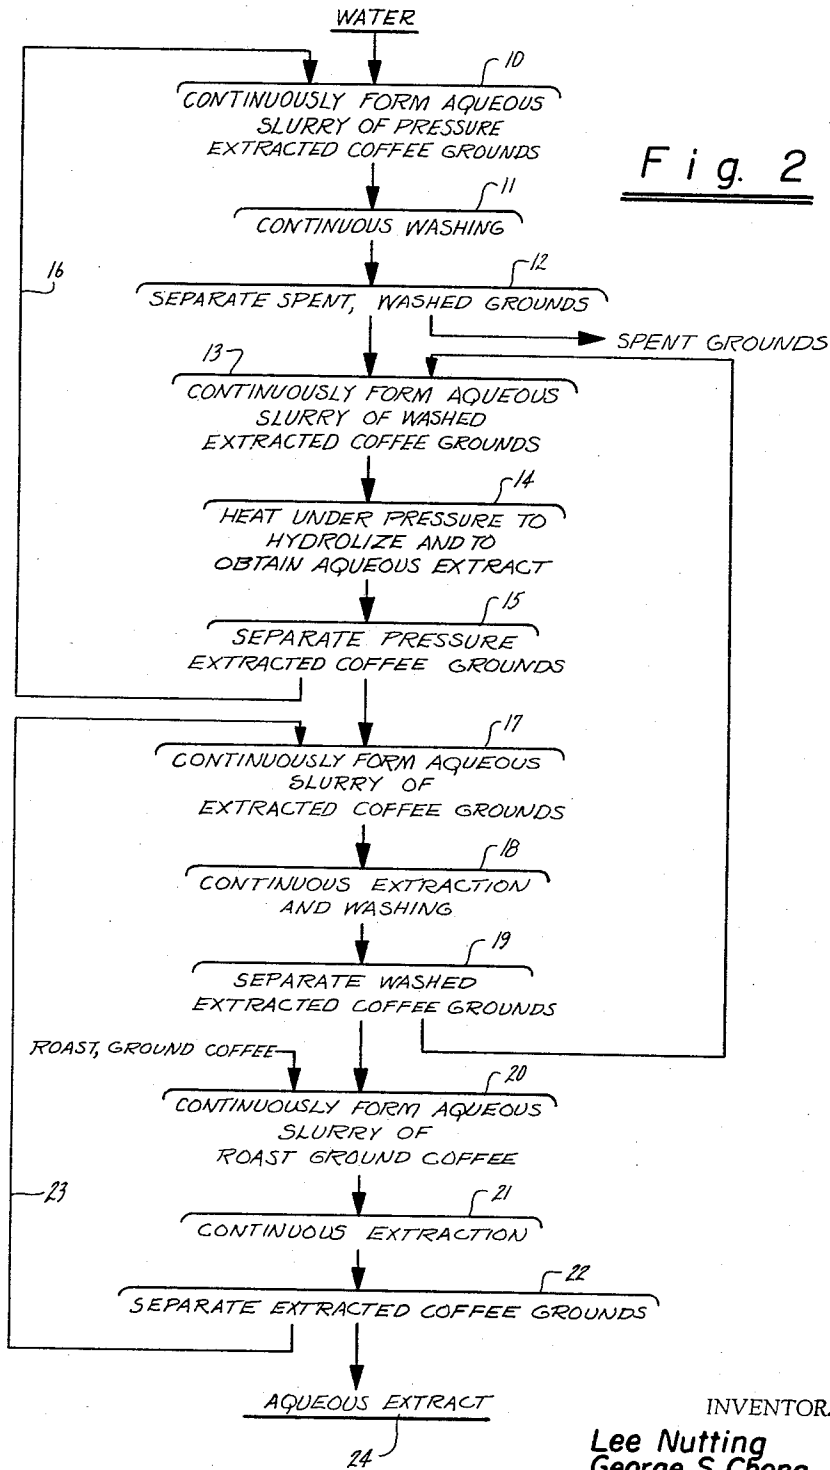 WATER
10
CONTINUOUSLY FORM AQUEOUS
SLURRY OF PRESSURE
EXTRACTED COFFEE GROUNDS
Fig. 2
11
CONTINUOUS WASHING
12
16
SEPARATE SPENT, WASHED GROUNDS
SPENT GROUNDS
13
CONTINUOUSLY FORM AQUEOUS
SLURRY OF WASHED
EXTRACTED COFFEE GROUNDS
14
HEAT UNDER PRESSURE TO
HYDROLIZE AND TO
OBTAIN AQUEOUS EXTRACT
15
SEPARATE PRESSURE
EXTRACTED COFFEE GROUNDS
17
CONTINUOUSLY FORM AQUEOUS
SLURRY OF
EXTRACTED COFFEE GROUNDS
18
CONTINUOUS EXTRACTION
AND WASHING
19
SEPARATE WASHED
EXTRACTED COFFEE GROUNDS
ROAST, GROUND COFFEE
20
CONTINUOUSLY FORM AQUEOUS
SLURRY OF
ROAST GROUND COFFEE
23
21
CONTINUOUS EXTRACTION
22
SEPARATE EXTRACTED COFFEE GROUNDS
AQUEOUS EXTRACT
24
INVENTOR
Lee Nutting
George S. Chong